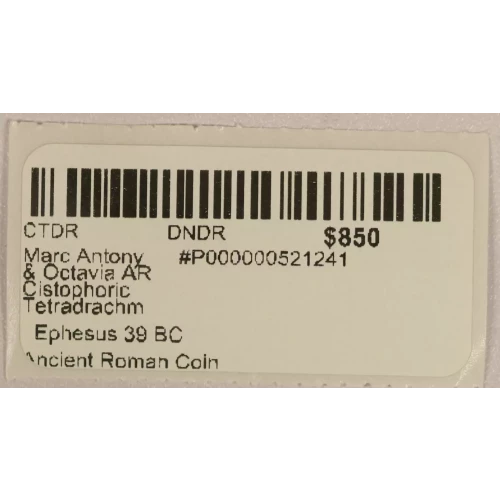 CTDR DNDR $850
Marc Antony #P000000521241
& Octavia AR
Cistophoric
Tetradrachm
Ephesus 39 BC
Ancient Roman Coin